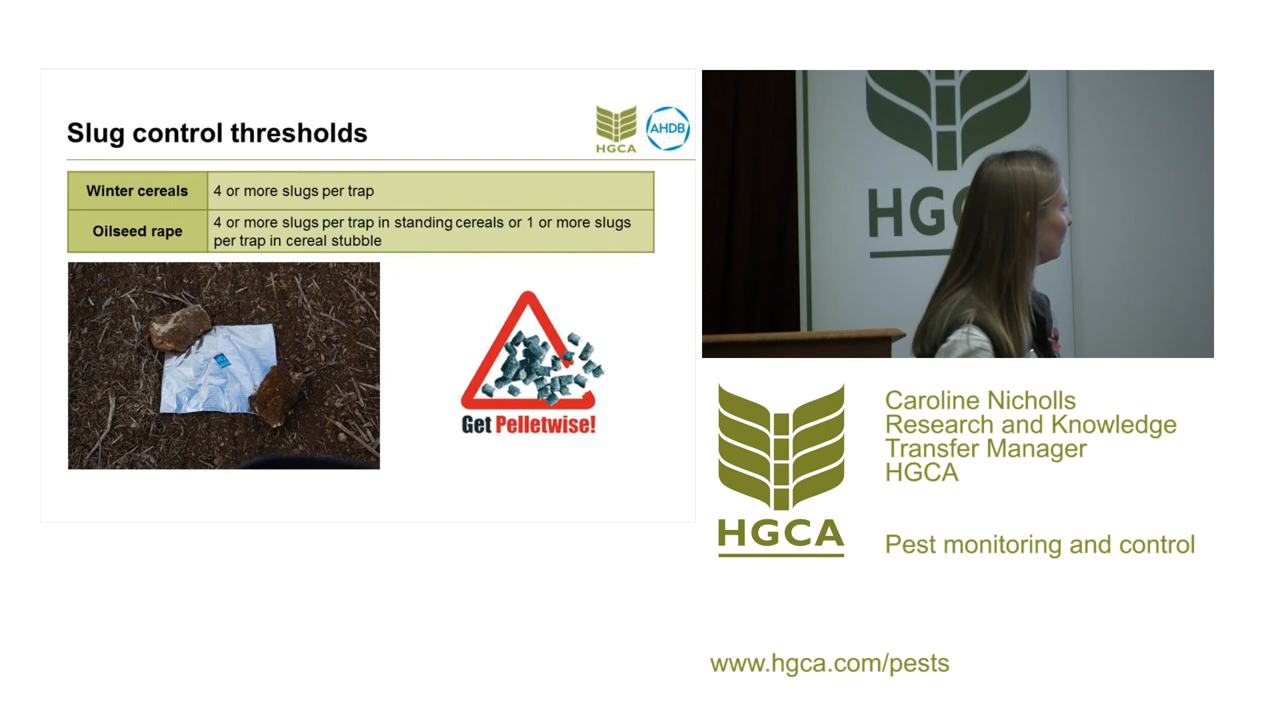 Slug control thresholds
HGCA
AHDB
Winter cereals
4 or more slugs per trap
Oilseed rape
4 or more slugs per trap in standing cereals or 1 or more slugs
per trap in cereal stubble
Get Pelletwise!
HGC
HGCA
Caroline Nicholls
Research and Knowledge
Transfer Manager
HGCA
Pest monitoring and control
www.hgca.com/pests